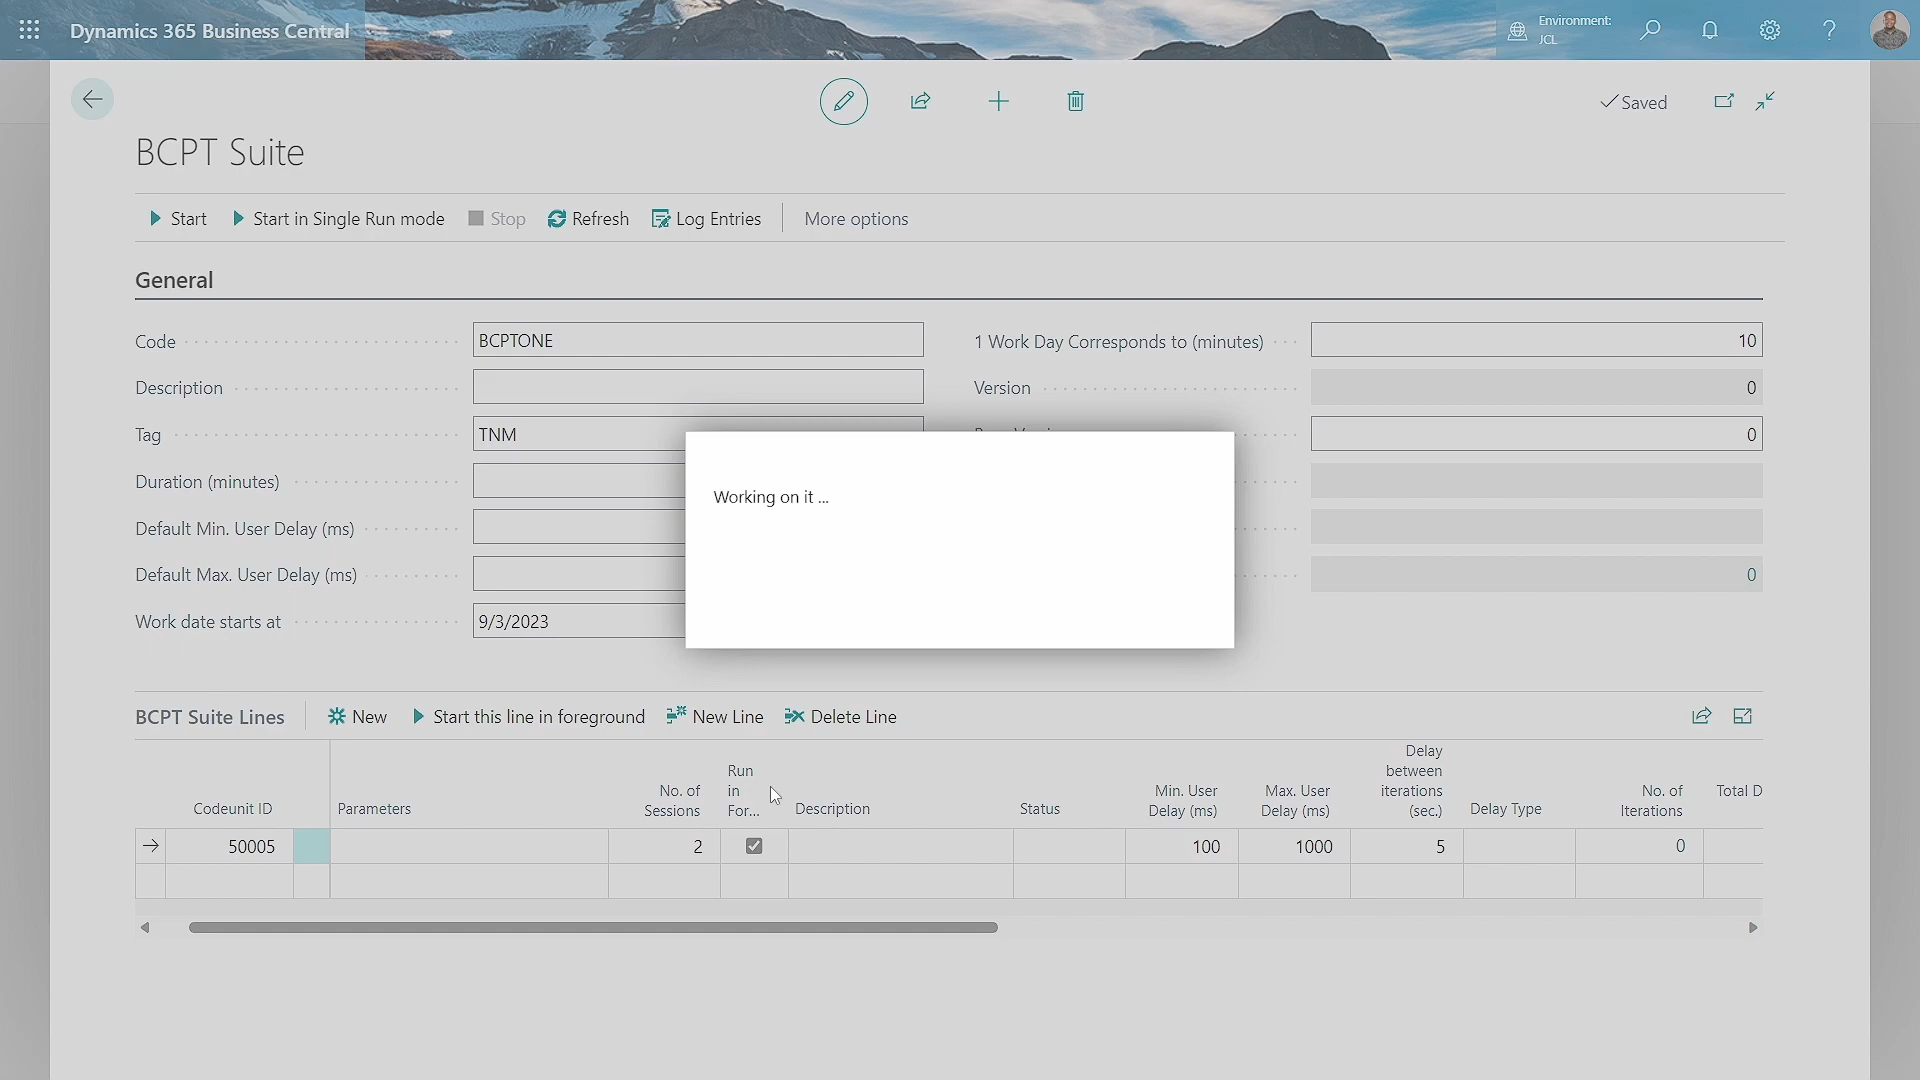 Dynamics 365 Business Central
Environment:
JCL
Saved
BCPT Suite
Start
Start in Single Run mode
Stop
Refresh
Log Entries
More options
General
Code
BCPTONE
1 Work Day Corresponds to (minutes)
10
Description
Version
0
Tag
TNM
0
Duration (minutes)
Working on it ...
Default Min. User Delay (ms)
Default Max. User Delay (ms)
0
Work date starts at
9/3/2023
BCPT Suite Lines
New
Start this line in foreground
New Line
Delete Line
Codeunit ID
Parameters
No. of
Sessions
Run
in
For...
Description
Status
Min. User
Delay (ms)
Max. User
Delay (ms)
Delay
between
iterations
(sec.)
Delay Type
No. of
Iterations
Total D
50005
2
100
1000
5
0